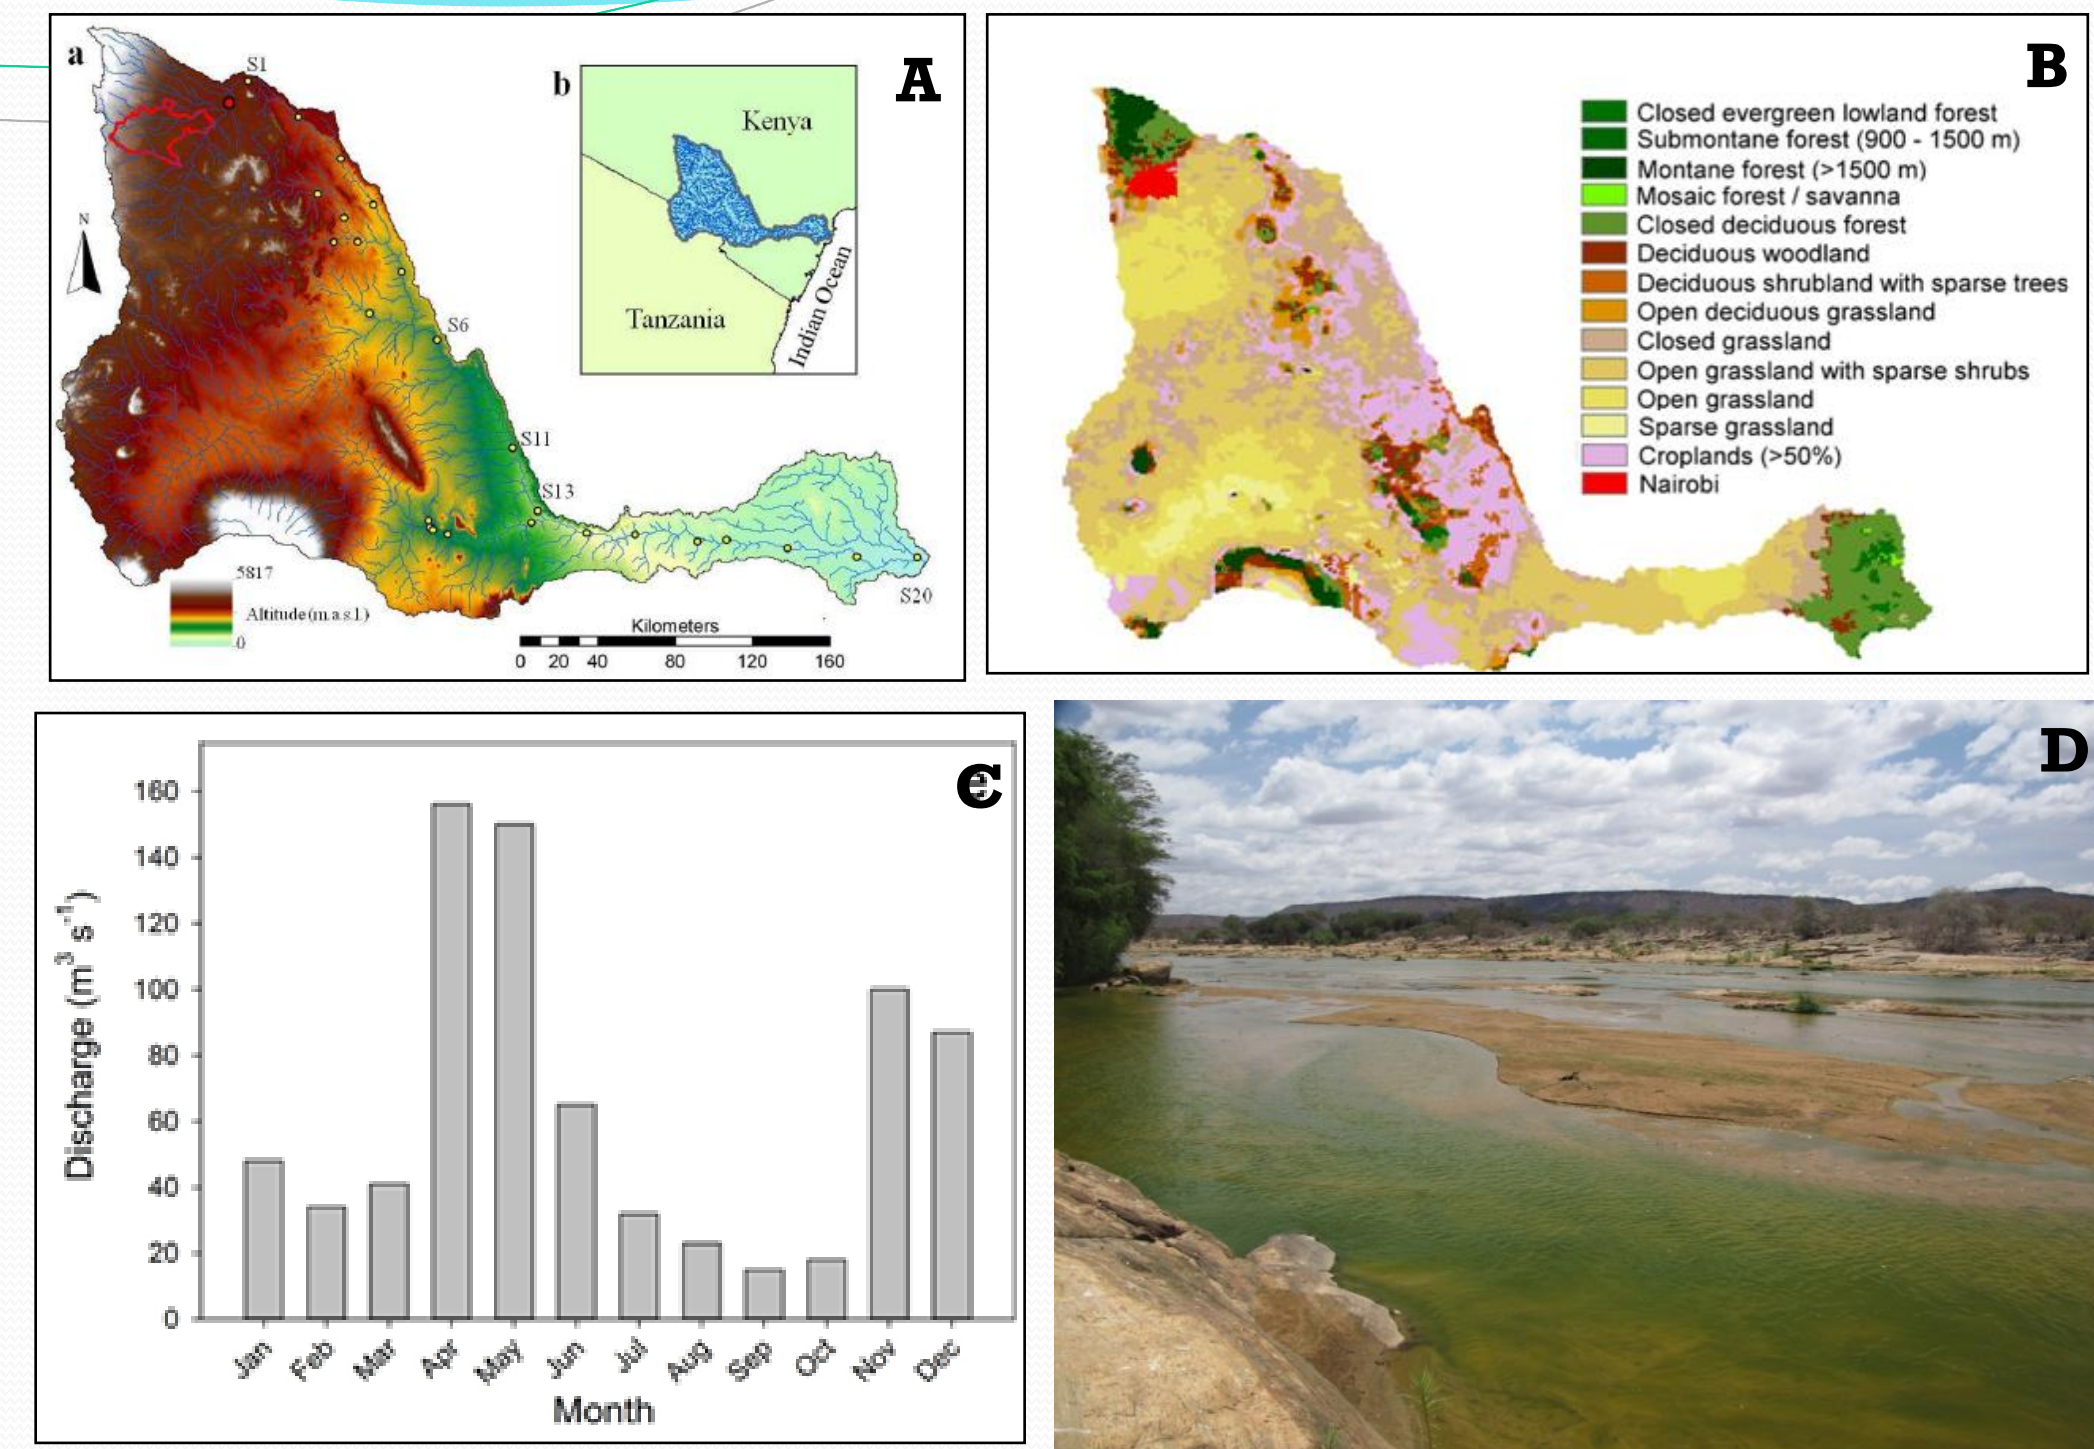 a
S1
A
b
Kenya
N
Tanzania
Indian Ocean
S6
S11
S13
S20
5817
Altitude (m.a.s.l.)
0
Kilometers
0 20 40 80 120 160
B
Closed evergreen lowland forest
Submontane forest (900 - 1500 m)
Montane forest (>1500 m)
Mosaic forest / savanna
Closed deciduous forest
Deciduous woodland
Deciduous shrubland with sparse trees
Open deciduous grassland
Closed grassland
Open grassland with sparse shrubs
Open grassland
Sparse grassland
Croplands (>50%)
Nairobi
C
Discharge (m³ s⁻¹)
160
140
120
100
80
60
40
20
0
Jan Feb Mar Apr May Jun Jul Aug Sep Oct Nov Dec
Month
D